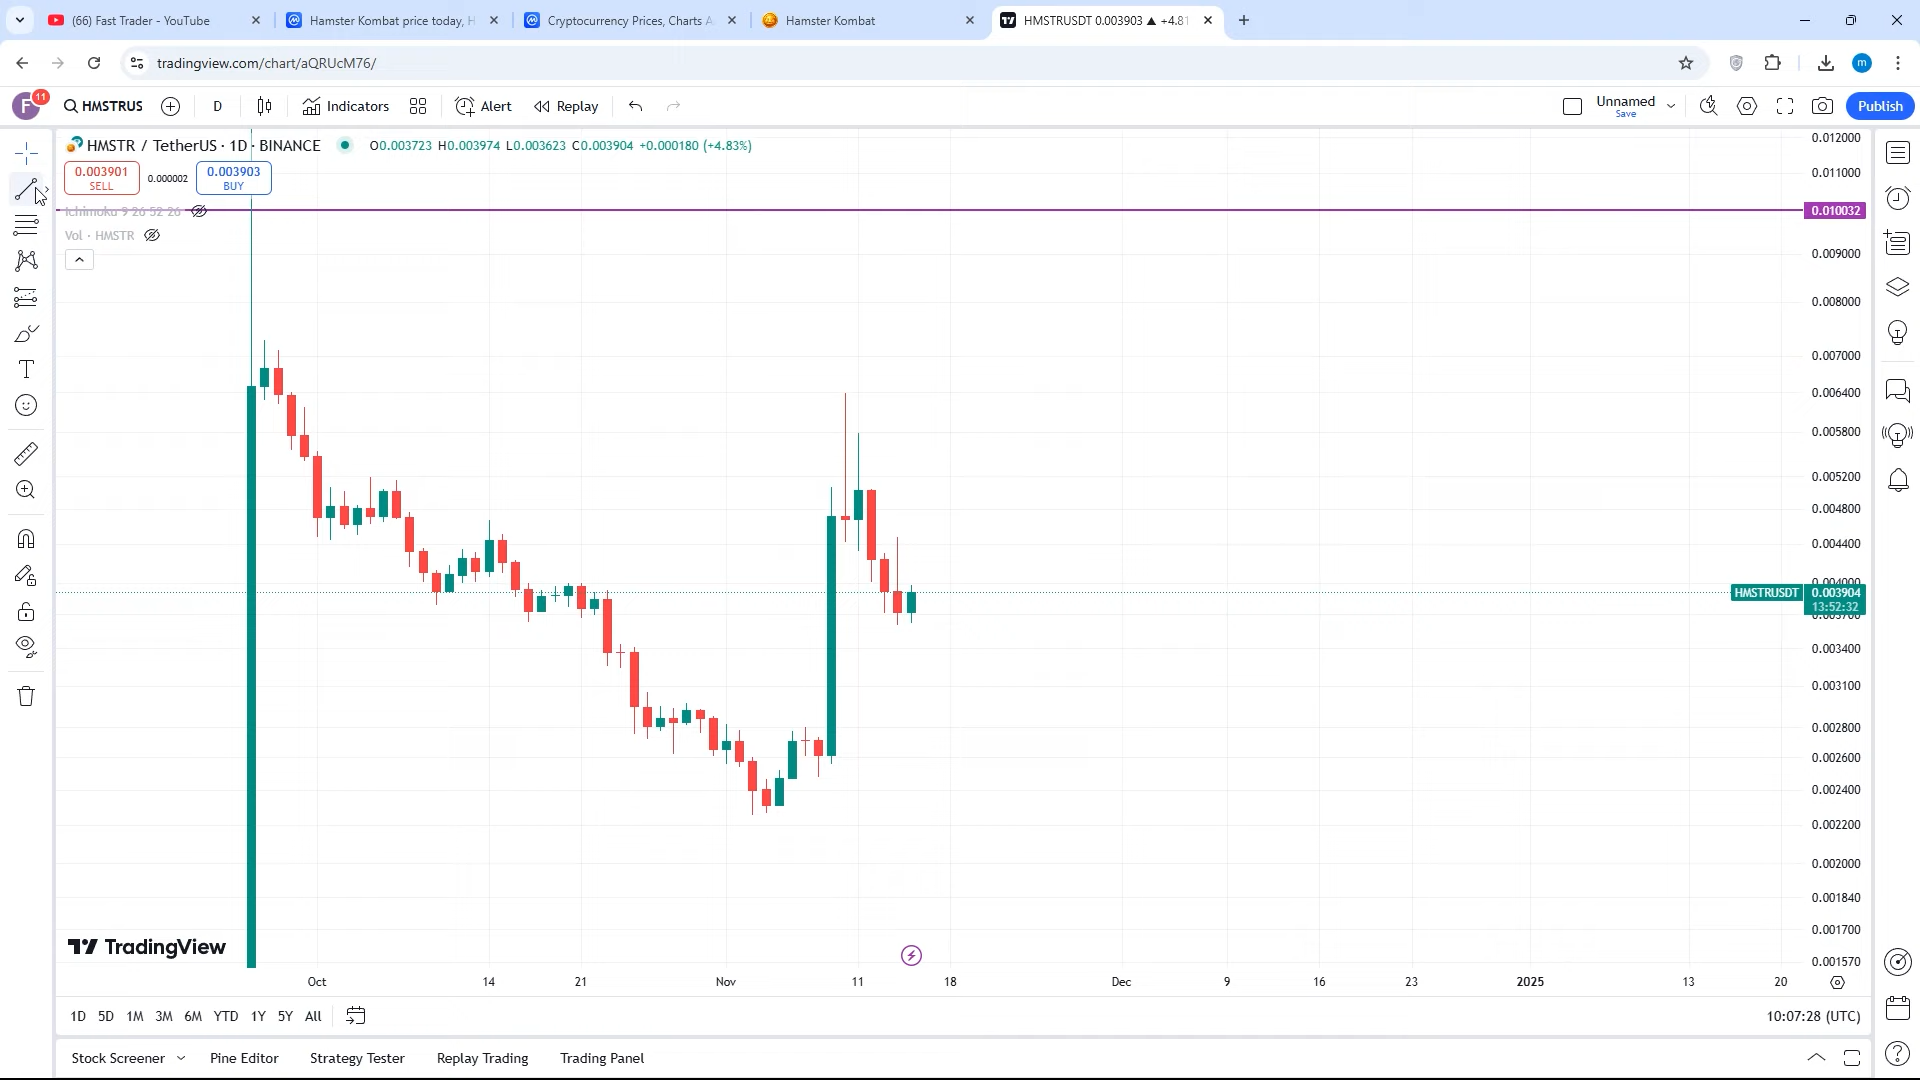 (66) Fast Trader - YouTube
Hamster Kombat price today, H
Cryptocurrency Prices, Charts A
Hamster Kombat
HMSTRUSDT 0.003903 ▲ +4.81
tradingview.com/chart/aQRUcM76/
m
F
11
HMSTRUS
D
Indicators
Alert
Replay
Unnamed
Save
Publish
HMSTR / TetherUS · 1D · BINANCE
O0.003723 H0.003974 L0.003623 C0.003904 +0.000180 (+4.83%)
0.003901
SELL
0.000002
0.003903
BUY
Ichimoku 9 26 52 26
Vol · HMSTR
0.012000
0.011000
0.010032
0.009000
0.008000
0.007000
0.006400
0.005800
0.005200
0.004800
0.004400
0.004000
HMSTRUSDT
0.003904
13:52:32
0.003700
0.003400
0.003100
0.002800
0.002600
0.002400
0.002200
0.002000
0.001840
0.001700
0.001570
TradingView
Oct
14
21
Nov
11
18
Dec
9
16
23
2025
13
20
1D 5D 1M 3M 6M YTD 1Y 5Y All
10:07:28 (UTC)
Stock Screener
Pine Editor
Strategy Tester
Replay Trading
Trading Panel